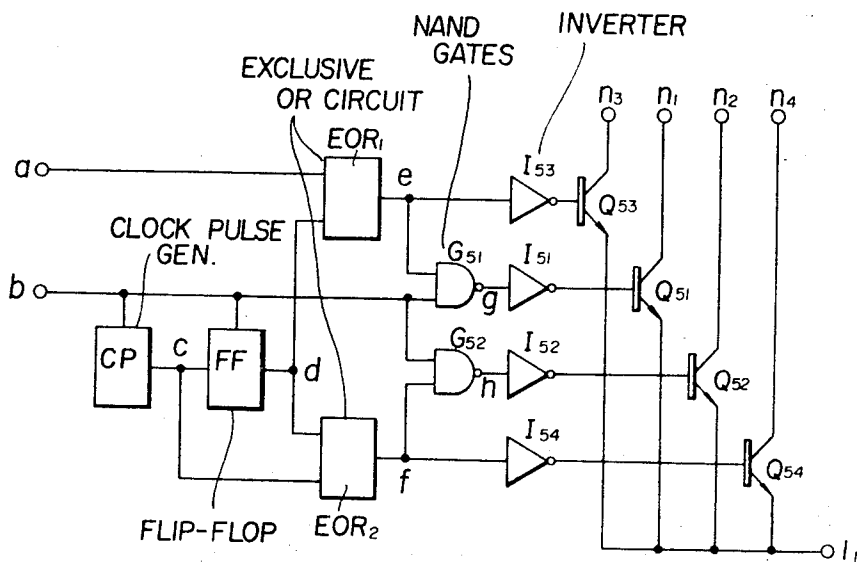 NAND
GATES
INVERTER
EXCLUSIVE
OR CIRCUIT
EOR1
n3
n1
n2
n4
a
e
I53
Q53
CLOCK PULSE
GEN.
G51
I51
b
g
Q51
CP
c
FF
d
G52
I52
h
Q52
I54
f
Q54
FLIP-FLOP
EOR2
l1